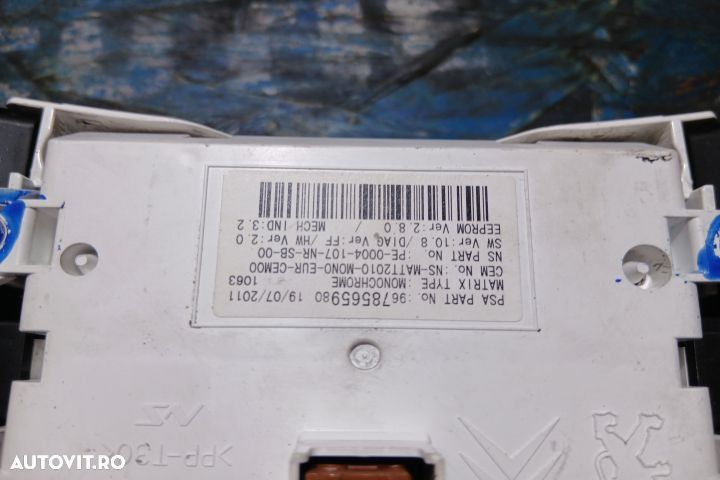 PSA PART No.: 9678565980 19/07/2011
MATRIX TYPE : MONOCHROME 1063
CEM No.: NS-MATT2010-MONO-EUR-CEM00
NS PART No.: PE-0004-107-NR-SB-00
SW Ver:10.8 /DIAG Ver:FF /HW Ver:2.0
EEPROM Ver:2.8.0 / MECH IND:3.2
NS
AUTOVIT.RO